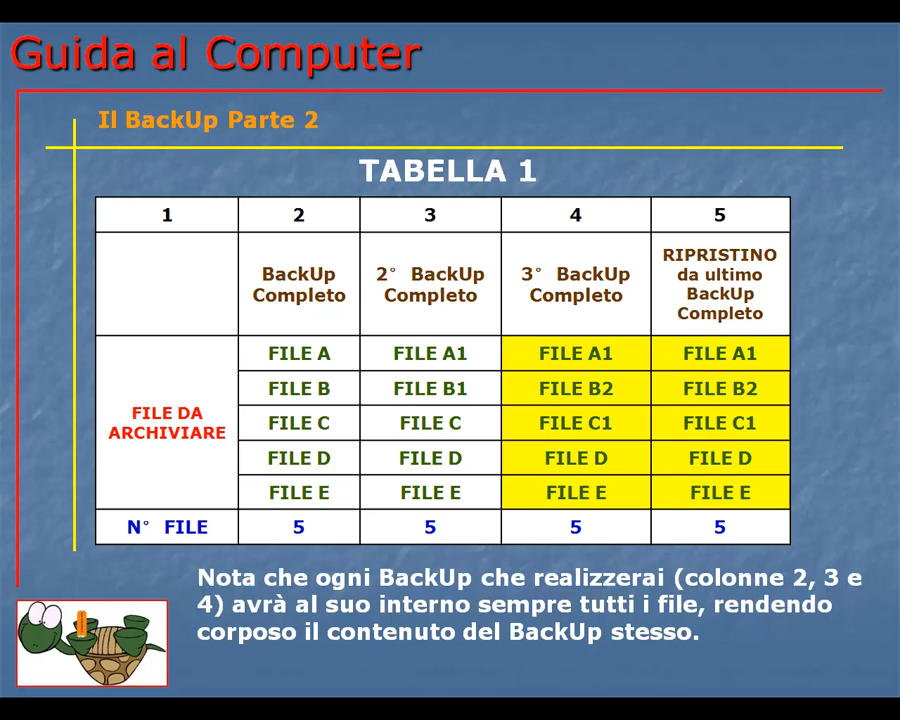 Guida al Computer
Il BackUp Parte 2
TABELLA 1
1 2 3 4 5
BackUp Completo 2° BackUp Completo 3° BackUp Completo RIPRISTINO da ultimo BackUp Completo
FILE DA ARCHIVIARE
FILE A FILE A1 FILE A1 FILE A1
FILE B FILE B1 FILE B2 FILE B2
FILE C FILE C FILE C1 FILE C1
FILE D FILE D FILE D FILE D
FILE E FILE E FILE E FILE E
N° FILE 5 5 5 5
Nota che ogni BackUp che realizzerai (colonne 2, 3 e
4) avrà al suo interno sempre tutti i file, rendendo
corposo il contenuto del BackUp stesso.